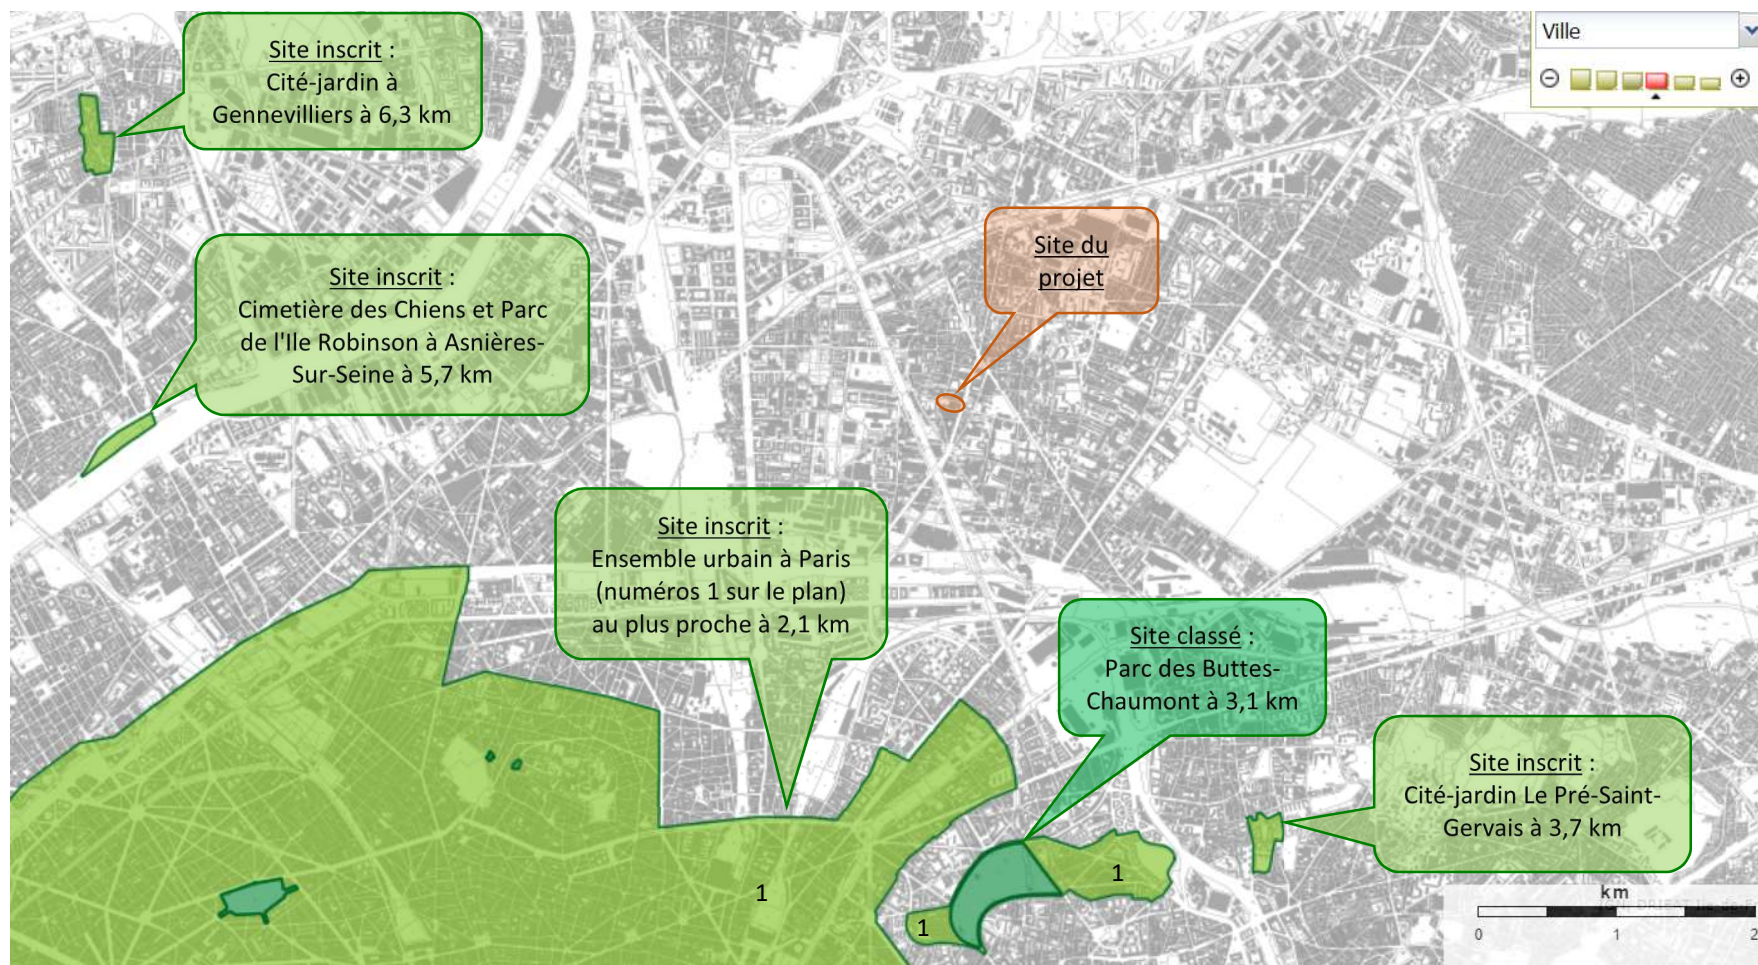 Ville
Site inscrit :
Cité-jardin à
Gennevilliers à 6,3 km
Site du
projet
Site inscrit :
Cimetière des Chiens et Parc
de l'Ile Robinson à Asnières-
Sur-Seine à 5,7 km
Site inscrit :
Ensemble urbain à Paris
(numéros 1 sur le plan)
au plus proche à 2,1 km
Site classé :
Parc des Buttes-
Chaumont à 3,1 km
Site inscrit :
Cité-jardin Le Pré-Saint-
Gervais à 3,7 km
1
1
1
km
0 1 2